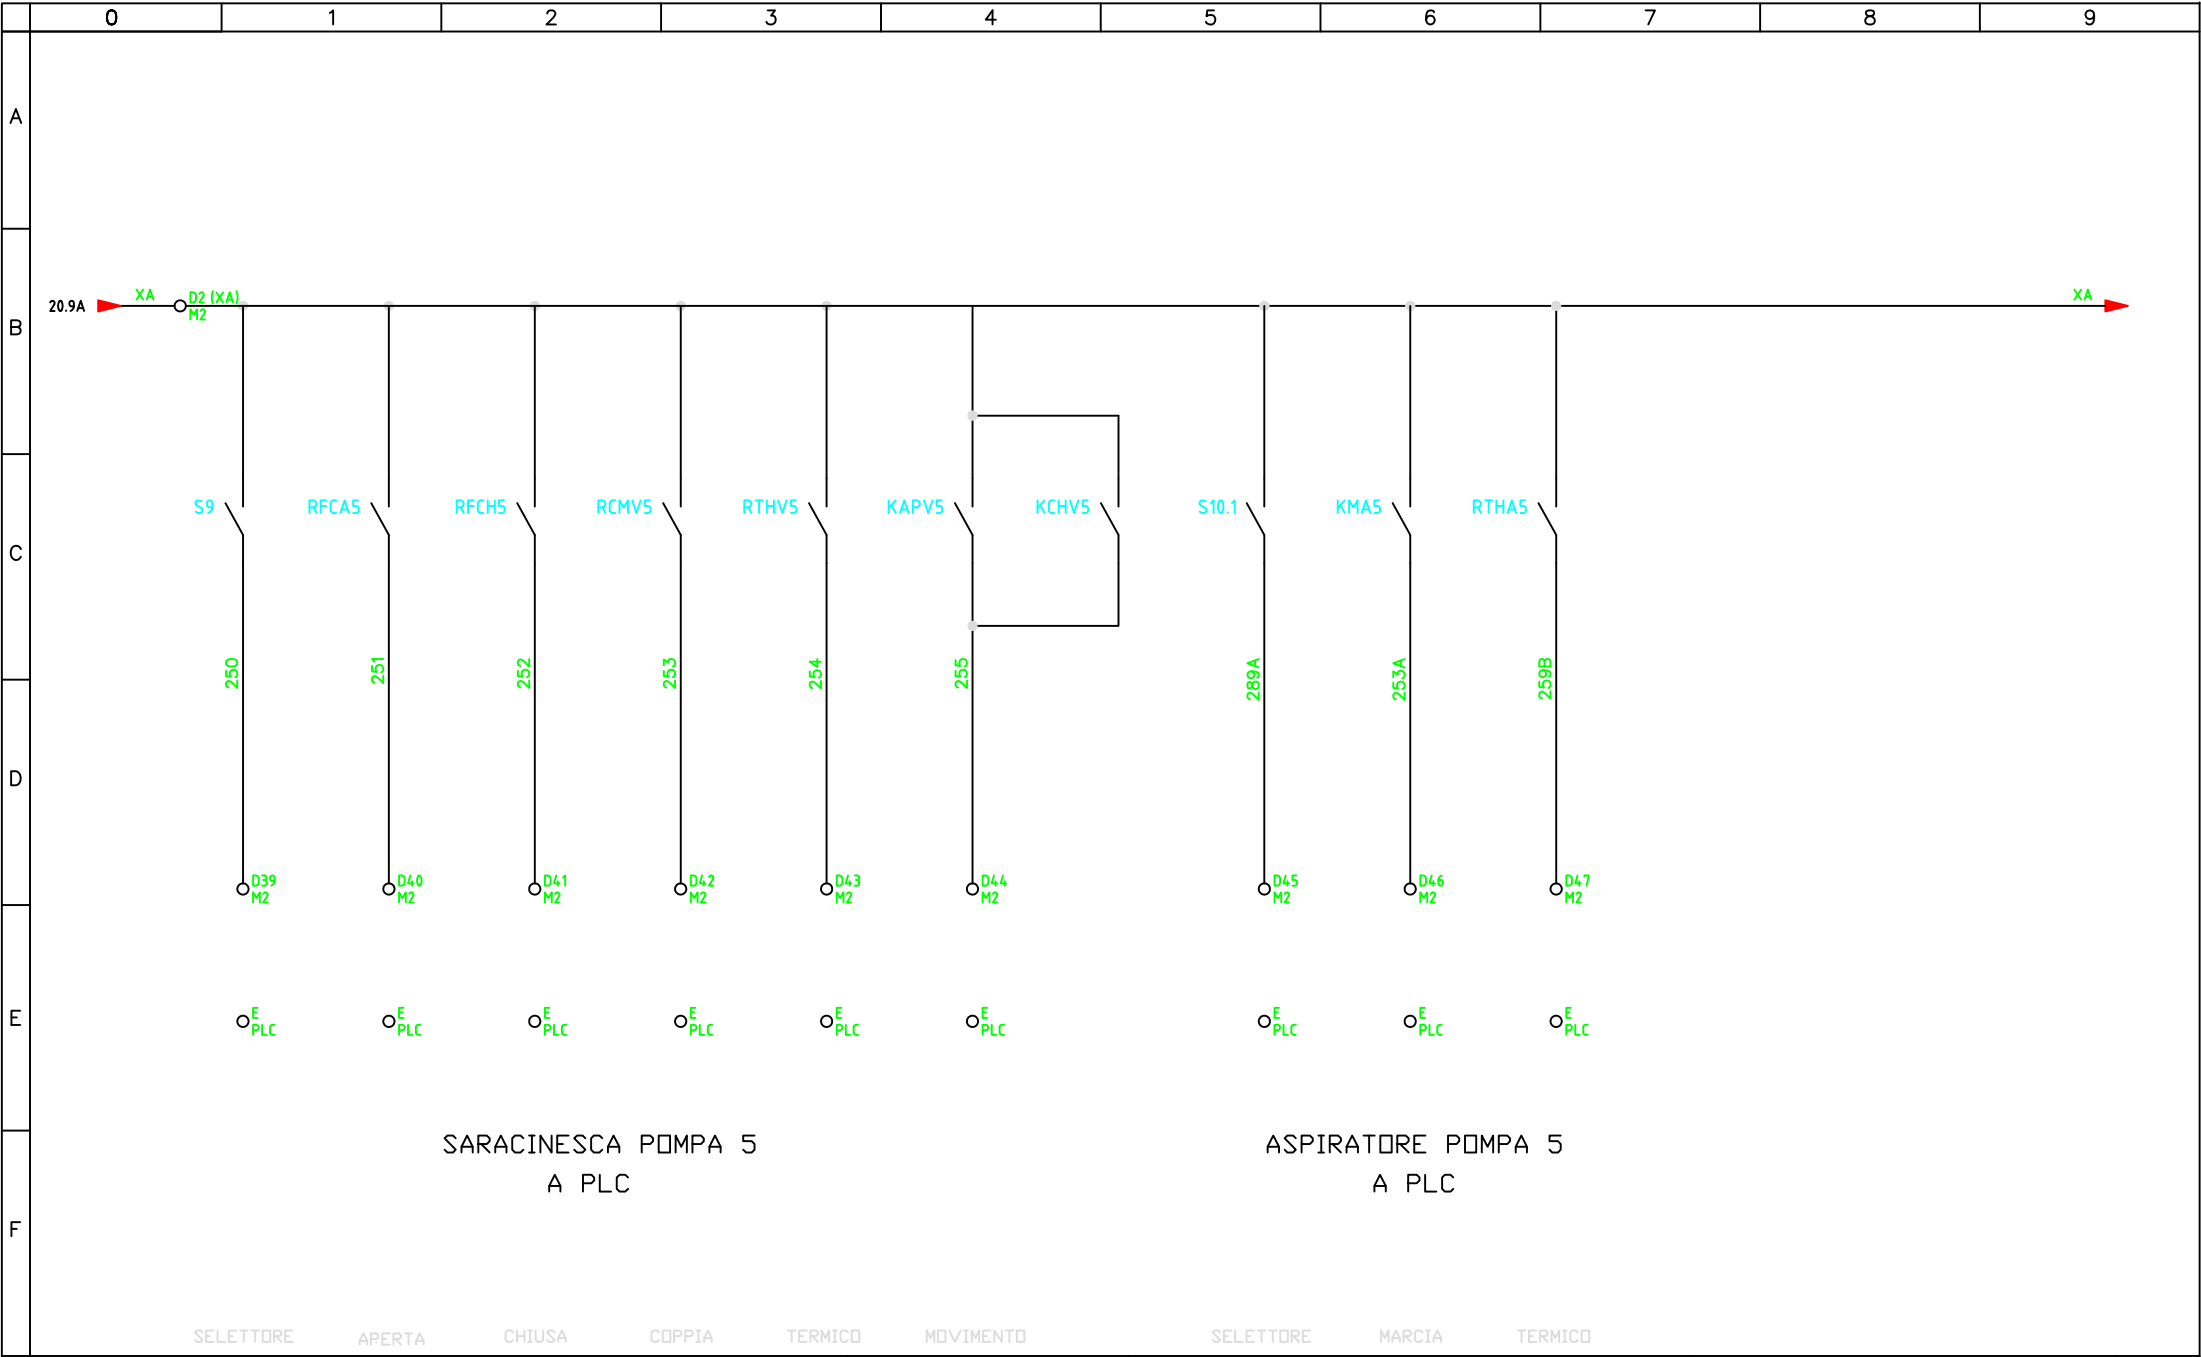 0 1 2 3 4 5 6 7 8 9
A
XA D2 (XA) XA
20.9A M2
B
S9 RFCA5 RFCH5 RCMV5 RTHV5 KAPV5 KCHV5 S10.1 KMA5 RTHA5
C
250 251 252 253 254 255 289A 253A 259B
D
D39 D40 D41 D42 D43 D44 D45 D46 D47
M2 M2 M2 M2 M2 M2 M2 M2 M2
E
E E E E E E E E E
PLC PLC PLC PLC PLC PLC PLC PLC PLC
SARACINESCA POMPA 5 ASPIRATORE POMPA 5
A PLC A PLC
F
SELETTORE APERTA CHIUSA COPPIA TERMICO MOVIMENTO SELETTORE MARCIA TERMICO